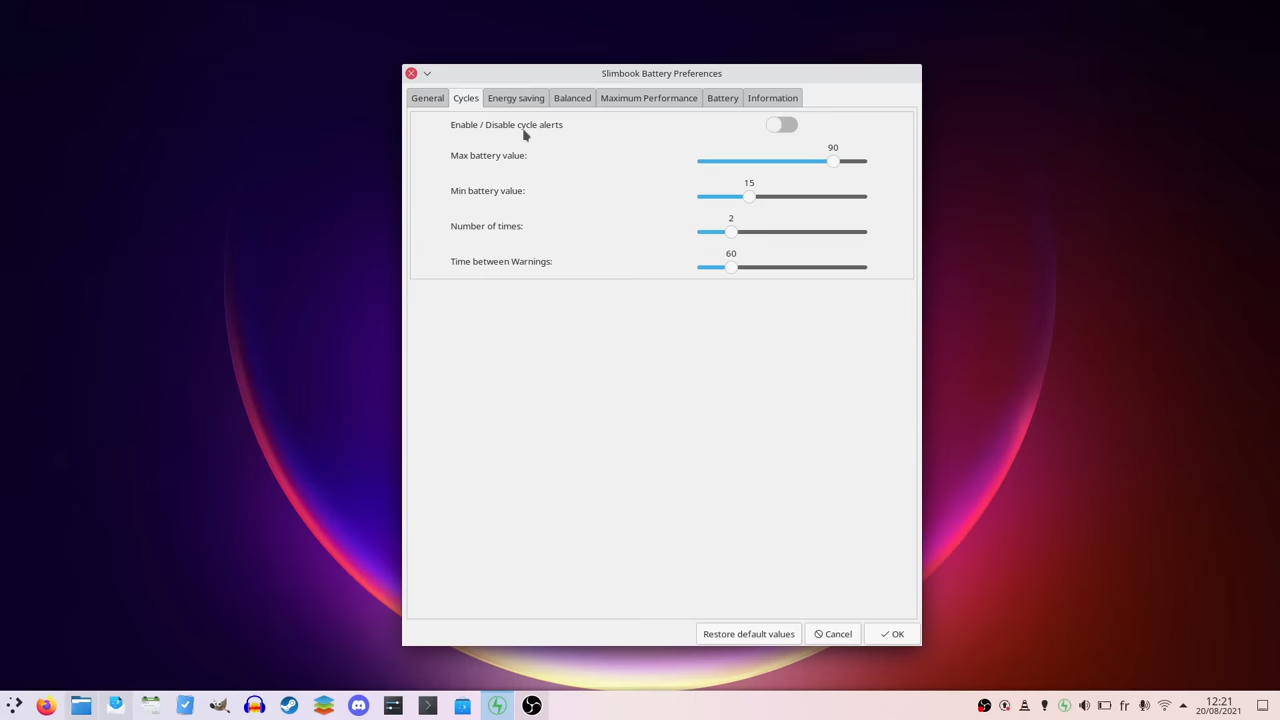 Slimbook Battery Preferences
General Cycles Energy saving Balanced Maximum Performance Battery Information
Enable / Disable cycle alerts
90
Max battery value:
15
Min battery value:
2
Number of times:
60
Time between Warnings:
Restore default values Cancel OK
fr 12:21
20/08/2021